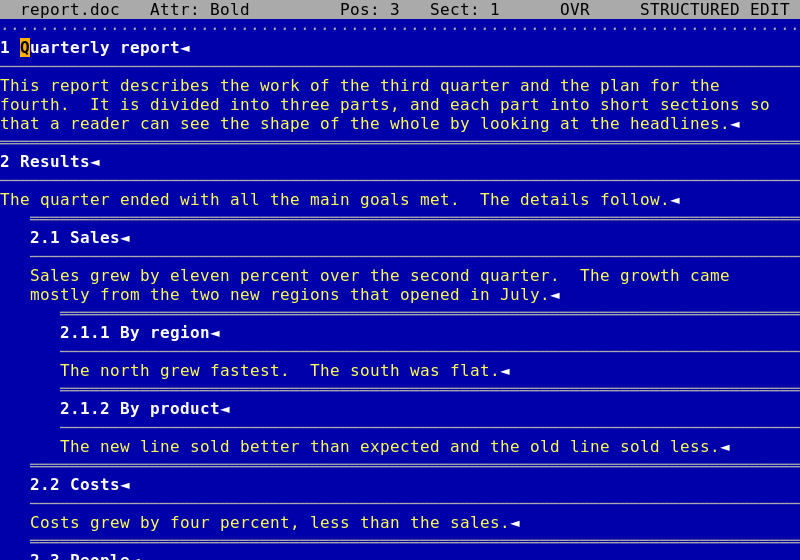 report.doc   Attr: Bold         Pos: 3   Sect: 1      OVR     STRUCTURED EDIT
1 Quarterly report◄
This report describes the work of the third quarter and the plan for the
fourth.  It is divided into three parts, and each part into short sections so
that a reader can see the shape of the whole by looking at the headlines.◄
2 Results◄
The quarter ended with all the main goals met.  The details follow.◄
2.1 Sales◄
Sales grew by eleven percent over the second quarter.  The growth came
mostly from the two new regions that opened in July.◄
2.1.1 By region◄
The north grew fastest.  The south was flat.◄
2.1.2 By product◄
The new line sold better than expected and the old line sold less.◄
2.2 Costs◄
Costs grew by four percent, less than the sales.◄
2.3 People◄